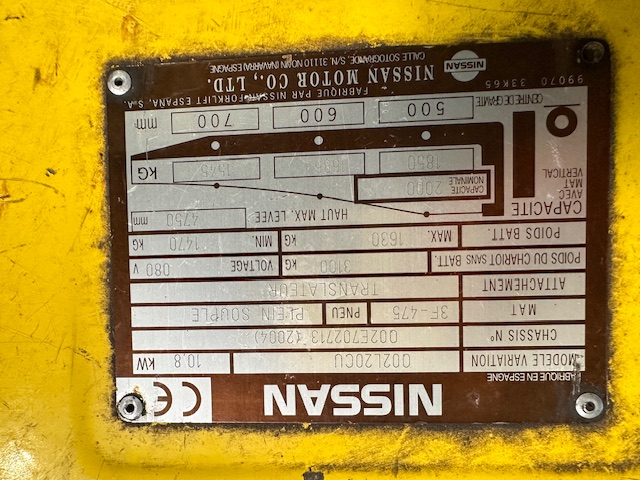 NISSAN CE
FABRIQUE EN ESPAGNE
MODELE VARIATION Q02L20CU 10.8 KW
CHASSIS Nº Q02E702713 (2004)
MAT 3F-475 PNEU PLEIN SOUPLE
ATTACHEMENT TRANSLATEUR
POIDS DU CHARIOT SANS BATT. 3100 KG VOLTAGE 080 V
POIDS BATT. MAX. 1630 KG MIN. 1470 KG
CAPACITE HAUT MAX. LEVEE 4750 mm
AVEC
MAT
VERTICAL
CAPACITE
NOMINALE 2000
1850 1545 KG
CENTRE DE GRAVITE
500 600 700 mm
99070 33K65
FABRIQUE PAR NISSAN FORKLIFT ESPANA, S.A.
NISSAN MOTOR CO., LTD.
NISSAN
CALLE SOTOGRANDE, S/N, 31110 NOAIN (NAVARRA) ESPAGNE